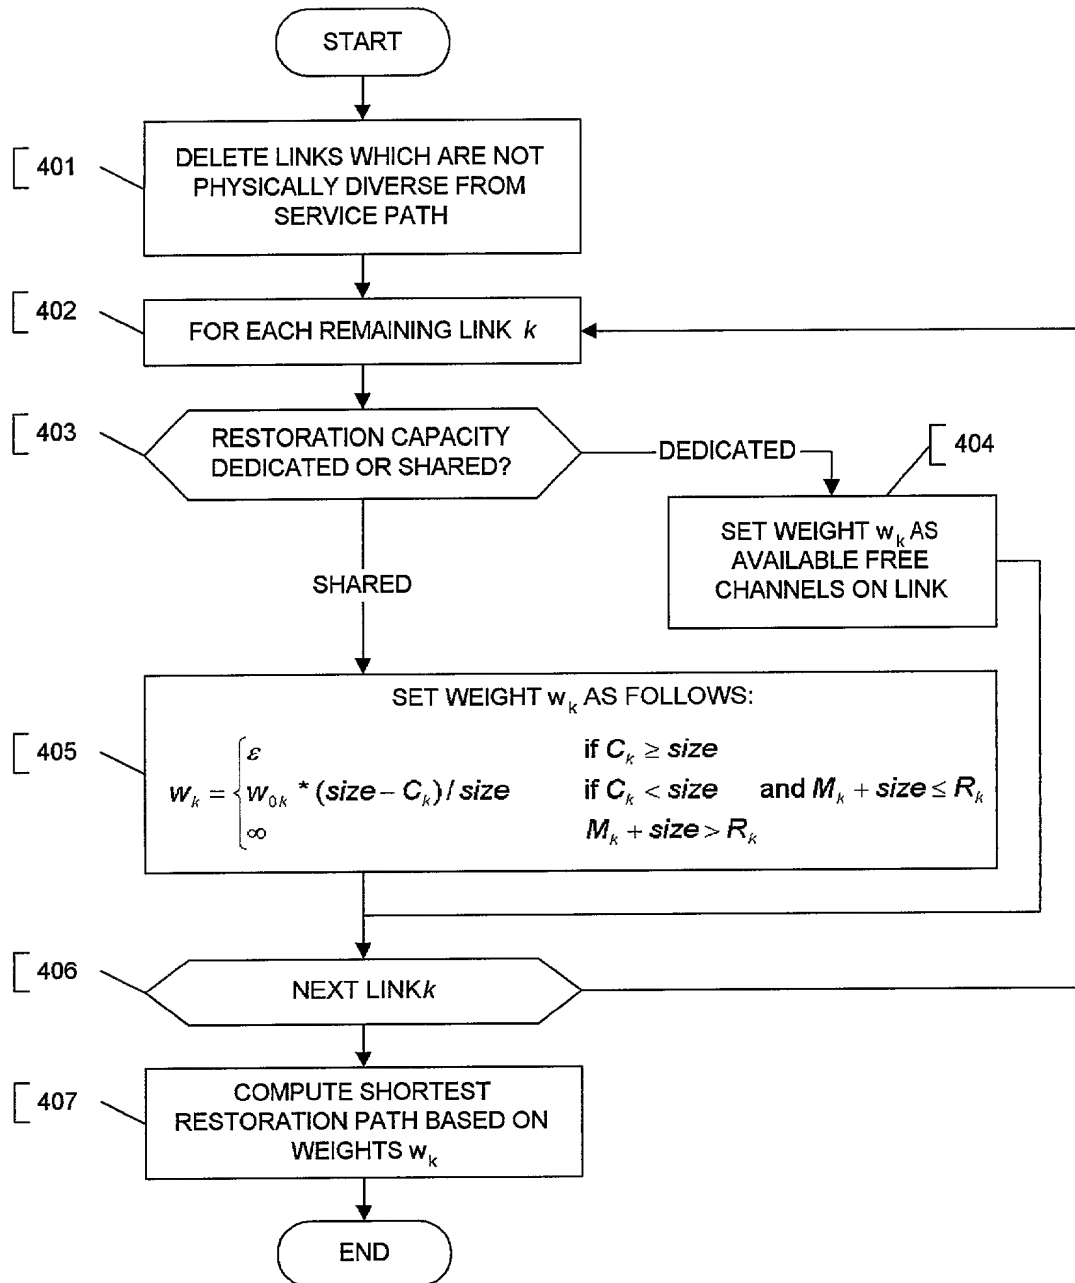 START
401
DELETE LINKS WHICH ARE NOT
PHYSICALLY DIVERSE FROM
SERVICE PATH
402
FOR EACH REMAINING LINK k
403
RESTORATION CAPACITY
DEDICATED OR SHARED?
DEDICATED
404
SET WEIGHT w_k AS
AVAILABLE FREE
CHANNELS ON LINK
SHARED
405
SET WEIGHT w_k AS FOLLOWS:
w_k = { ε if C_k ≥ size
w_{0k} * (size − C_k) / size if C_k < size and M_k + size ≤ R_k
∞ M_k + size > R_k
406
NEXT LINK k
407
COMPUTE SHORTEST
RESTORATION PATH BASED ON
WEIGHTS w_k
END